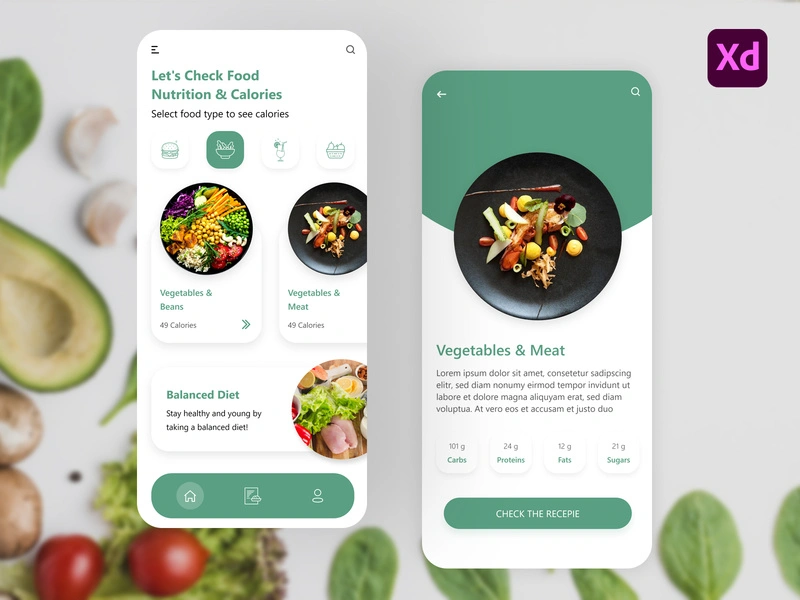 Let's Check Food
Nutrition & Calories
Select food type to see calories
Vegetables &
Beans
49 Calories
Vegetables &
Meat
49 Calories
Balanced Diet
Stay healthy and young by
taking a balanced diet!
Xd
Vegetables & Meat
Lorem ipsum dolor sit amet, consetetur sadipscing
elitr, sed diam nonumy eirmod tempor invidunt ut
labore et dolore magna aliquyam erat, sed diam
voluptua. At vero eos et accusam et justo duo
101 g
Carbs
24 g
Proteins
12 g
Fats
21 g
Sugars
CHECK THE RECEPIE